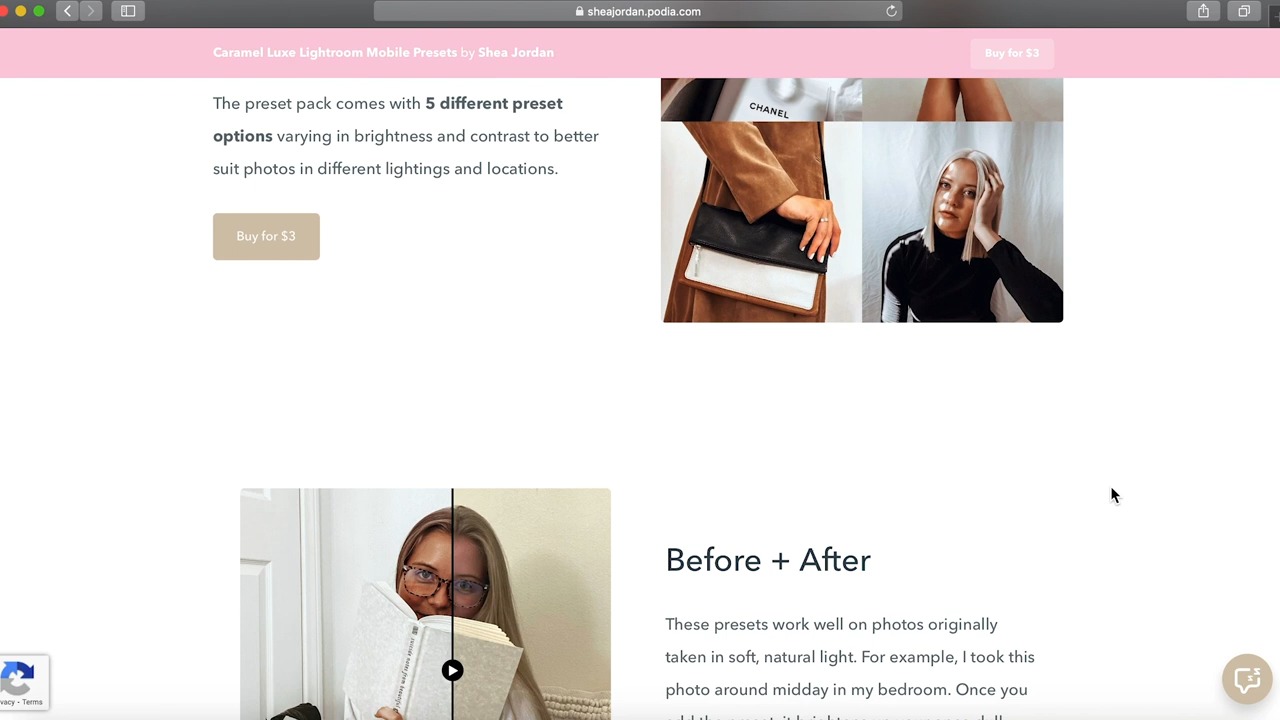 sheajordan.podia.com
Caramel Luxe Lightroom Mobile Presets by Shea Jordan
Buy for $3
The preset pack comes with 5 different preset
options varying in brightness and contrast to better
suit photos in different lightings and locations.
Buy for $3
CHANEL
Before + After
These presets work well on photos originally
taken in soft, natural light. For example, I took this
photo around midday in my bedroom. Once you
- Terms